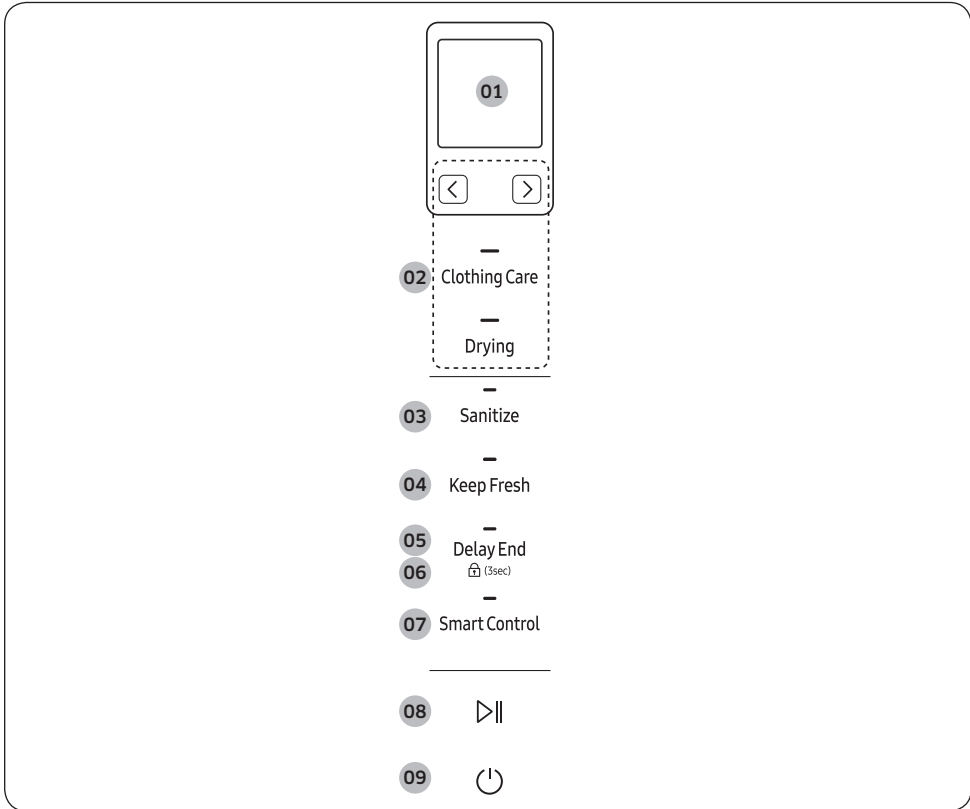 01
02 Clothing Care
Drying
03 Sanitize
04 Keep Fresh
05 Delay End
06 (3sec)
07 Smart Control
08
09